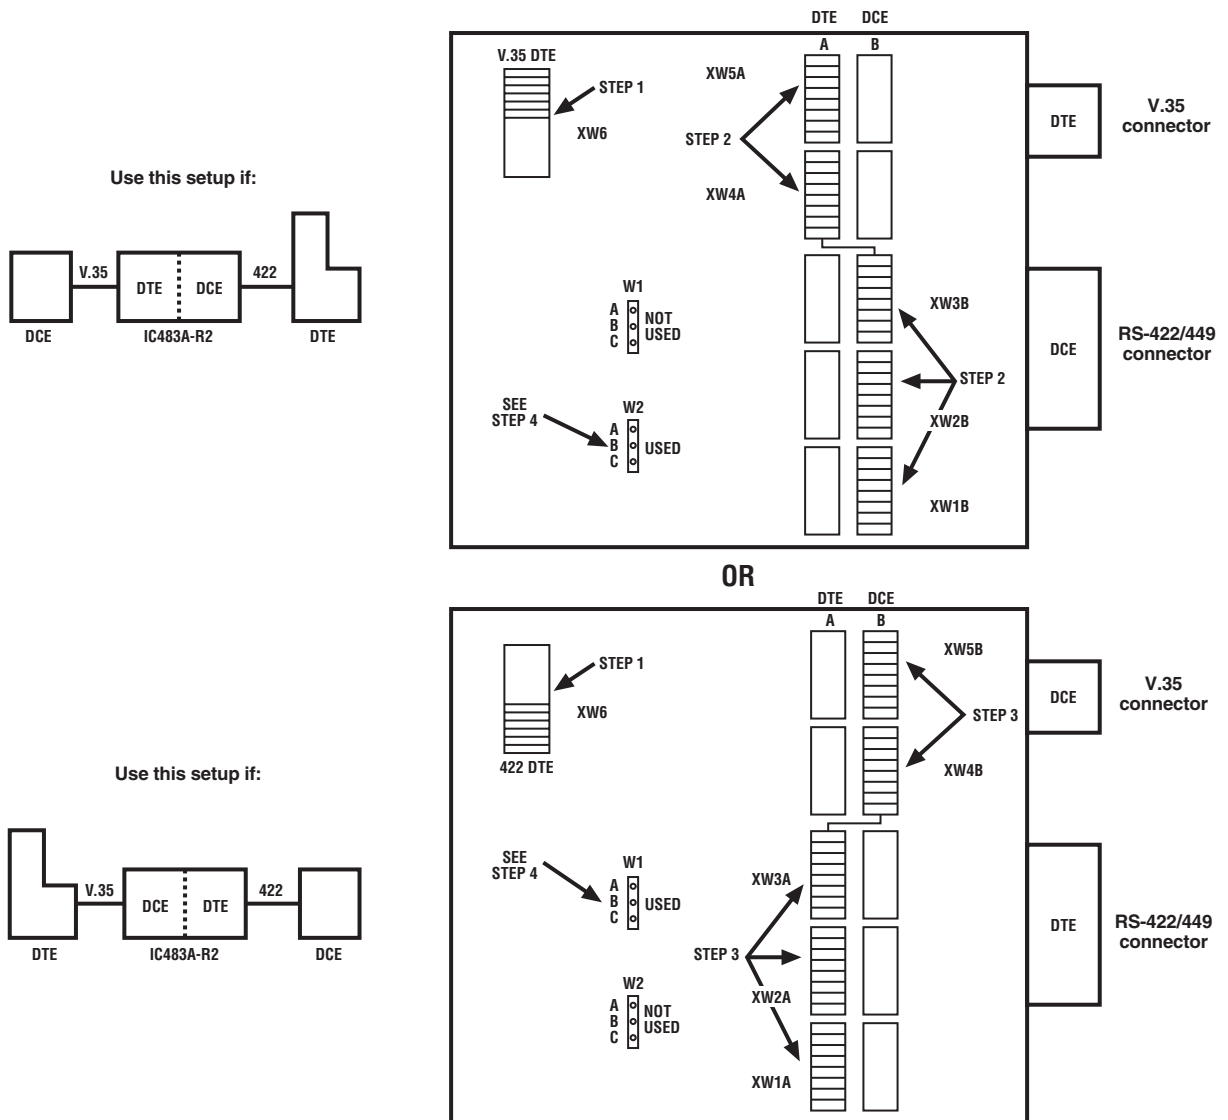 DTE DCE
A B
V.35 DTE
STEP 1
XW6
XW5A
STEP 2
XW4A
DTE
V.35
connector
Use this setup if:
V.35
DTE DCE
422
DCE
IC483A-R2
DTE
W1
A
B
C
NOT
USED
XW3B
STEP 2
XW2B
XW1B
DCE
RS-422/449
connector
SEE
STEP 4
W2
A
B
C
USED
OR
DTE DCE
A B
STEP 1
XW6
422 DTE
XW5B
STEP 3
XW4B
DCE
V.35
connector
Use this setup if:
V.35
DCE DTE
422
DTE
IC483A-R2
DCE
SEE
STEP 4
W1
A
B
C
USED
XW3A
STEP 3
XW2A
XW1A
DTE
RS-422/449
connector
W2
A
B
C
NOT
USED